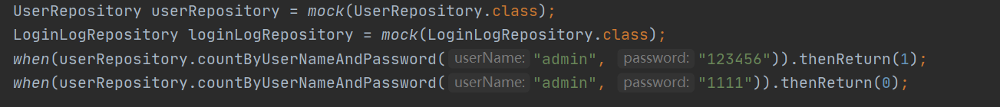 UserRepository userRepository = mock(UserRepository.class);
LoginLogRepository loginLogRepository = mock(LoginLogRepository.class);
when(userRepository.countByUserNameAndPassword( userName: "admin", password: "123456")).thenReturn(1);
when(userRepository.countByUserNameAndPassword( userName: "admin", password: "1111")).thenReturn(0);